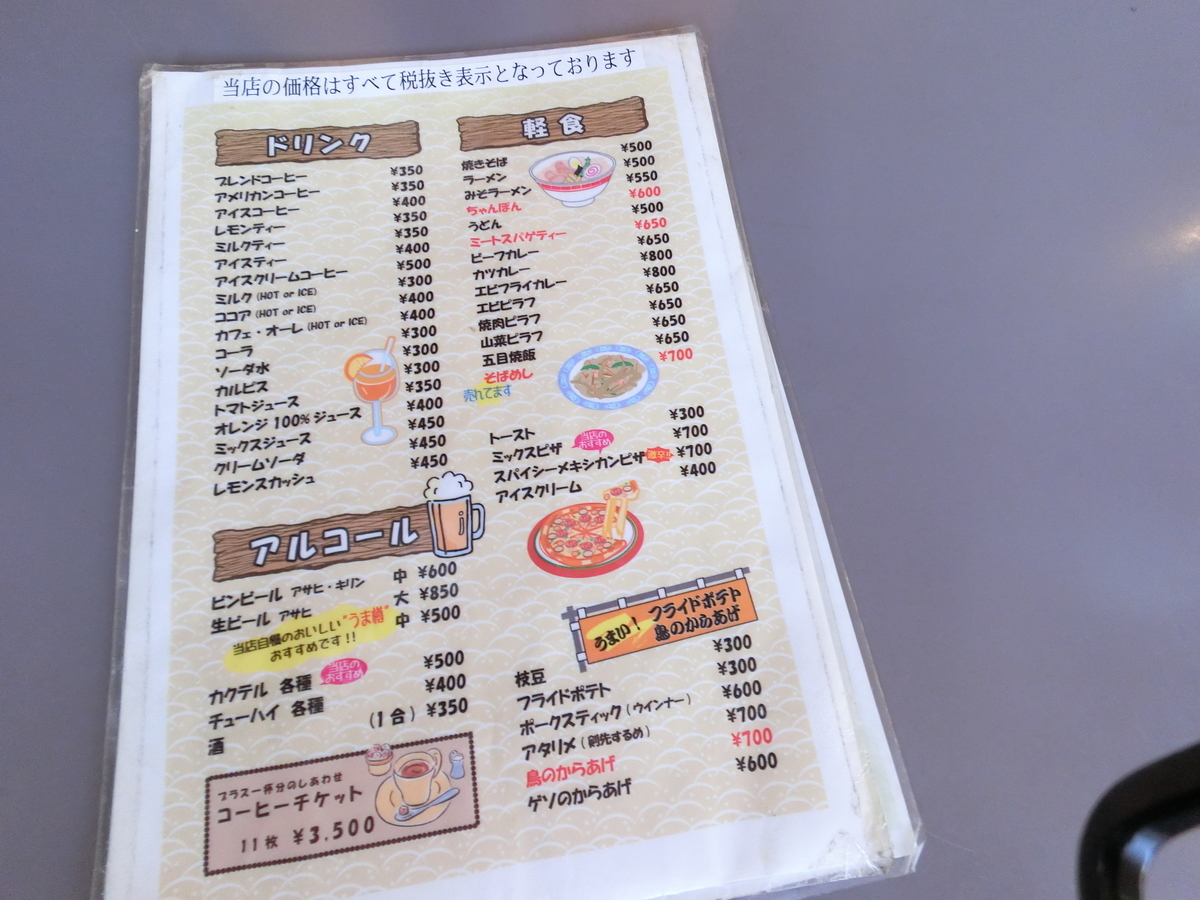 当店の価格はすべて税抜き表示となっております
ドリンク
ブレンドコーヒー ¥350
アメリカンコーヒー ¥350
アイスコーヒー ¥400
レモンティー ¥350
ミルクティー ¥350
アイスティー ¥400
アイスクリームコーヒー ¥500
ミルク (HOT or ICE) ¥300
ココア (HOT or ICE) ¥400
カフェ・オーレ (HOT or ICE) ¥400
コーラ ¥300
ソーダ水 ¥300
カルピス ¥300
トマトジュース ¥350
オレンジ 100% ジュース ¥400
ミックスジュース ¥450
クリームソーダ ¥450
レモンスカッシュ ¥450
アルコール
ビンビール アサヒ・キリン 中 ¥600
生ビール アサヒ 大 ¥850
中 ¥500
当店自慢のおいしい"うま樽"
おすすめです!!
カクテル 各種 当店のおすすめ ¥500
チューハイ 各種 ¥400
酒 (1合) ¥350
プラス一杯分のしあわせ
コーヒーチケット
11枚 ¥3,500
軽食
焼きそば ¥500
ラーメン ¥500
みそラーメン ¥550
ちゃんぽん ¥600
うどん ¥500
ミートスパゲティー ¥650
ビーフカレー ¥650
カツカレー ¥800
エビフライカレー ¥800
エビピラフ ¥650
焼肉ピラフ ¥650
山菜ピラフ ¥650
五目焼飯 ¥650
そばめし ¥700
売れてます
トースト ¥300
ミックスピザ 当店のおすすめ ¥700
スパイシーメキシカンピザ 激辛!! ¥700
アイスクリーム ¥400
うまい! フライドポテト
鳥のからあげ
枝豆 ¥300
フライドポテト ¥300
ポークスティック (ウインナー) ¥600
アタリメ (剣先するめ) ¥700
鳥のからあげ ¥700
ゲソのからあげ ¥600